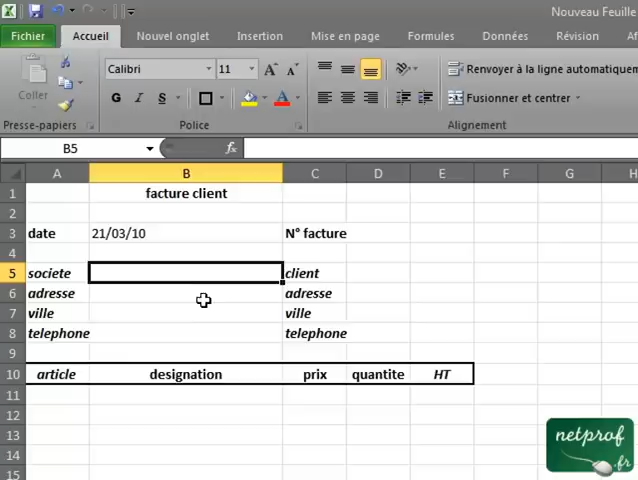 Nouveau Feuille
Fichier Accueil Nouvel onglet Insertion Mise en page Formules Données Révision Af
Coller
Calibri 11 A A
Renvoyer à la ligne automatiquem
G I S A
Fusionner et centrer
Presse-papiers Police Alignement
B5 fx
A B C D E F G H
1 facture client
2
3 date 21/03/10 N° facture
4
5 societe client
6 adresse adresse
7 ville ville
8 telephone telephone
9
10 article designation prix quantite HT
11
12
13
14
15
netprof
.fr